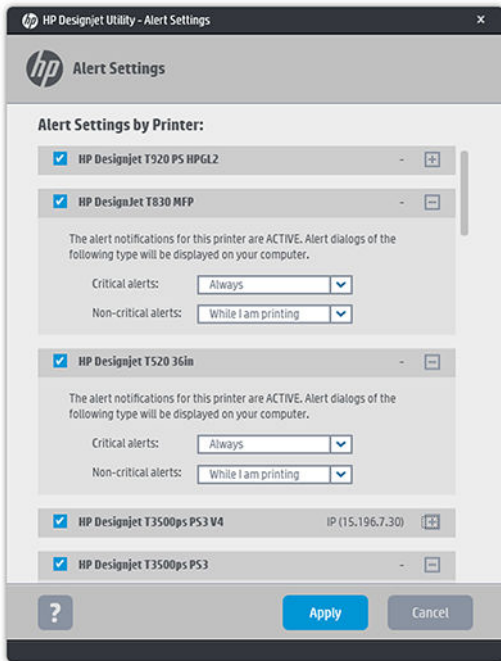 HP Designjet Utility - Alert Settings x
hp Alert Settings
Alert Settings by Printer:
HP Designjet T920 PS HPGL2 - +
HP DesignJet T830 MFP - -
The alert notifications for this printer are ACTIVE. Alert dialogs of the
following type will be displayed on your computer.
Critical alerts: Always
Non-critical alerts: While I am printing
HP Designjet T520 36in - -
The alert notifications for this printer are ACTIVE. Alert dialogs of the
following type will be displayed on your computer.
Critical alerts: Always
Non-critical alerts: While I am printing
HP Designjet T3500ps PS3 V4 IP (15.196.7.30) +
HP Designjet T3500ps PS3 - -
? Apply Cancel